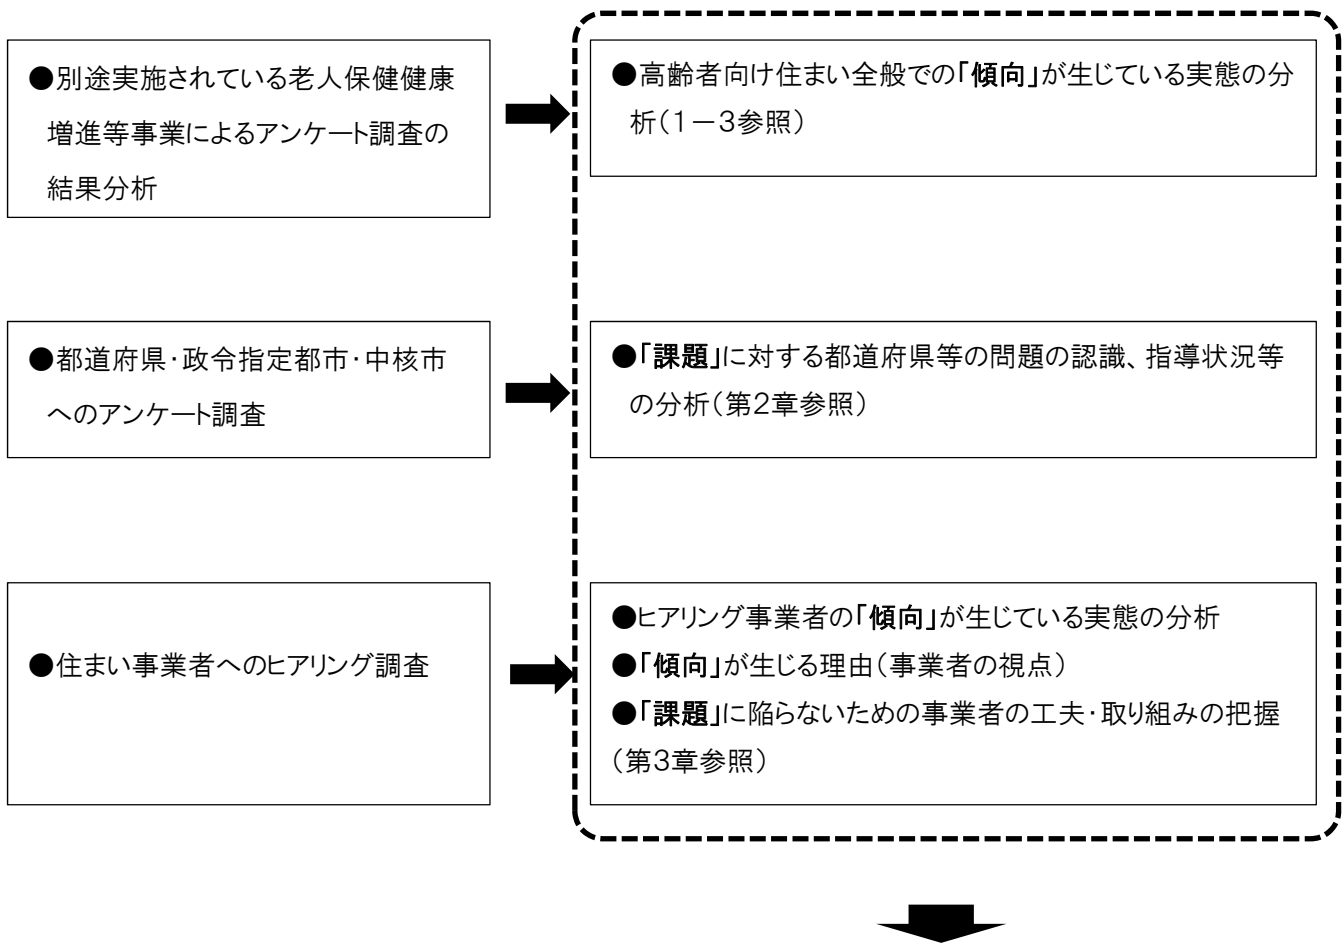 ●別途実施されている老人保健健康
増進等事業によるアンケート調査の
結果分析
●高齢者向け住まい全般での「傾向」が生じている実態の分
析（1－3参照）
●都道府県・政令指定都市・中核市
へのアンケート調査
●「課題」に対する都道府県等の問題の認識、指導状況等
の分析（第2章参照）
●住まい事業者へのヒアリング調査
●ヒアリング事業者の「傾向」が生じている実態の分析
●「傾向」が生じる理由（事業者の視点）
●「課題」に陥らないための事業者の工夫・取り組みの把握
（第3章参照）